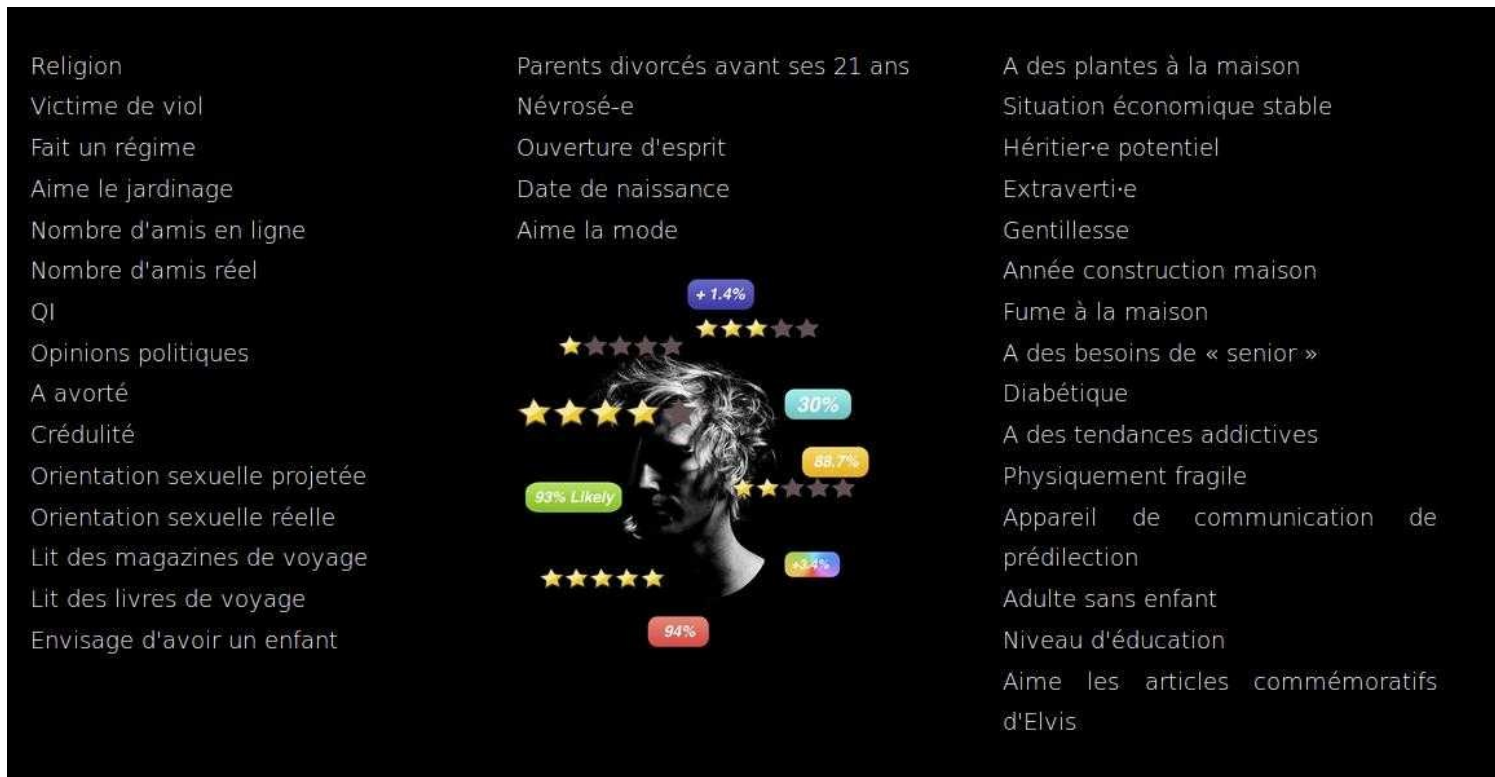 Religion
Victime de viol
Fait un régime
Aime le jardinage
Nombre d'amis en ligne
Nombre d'amis réel
QI
Opinions politiques
A avorté
Crédulité
Orientation sexuelle projetée
Orientation sexuelle réelle
Lit des magazines de voyage
Lit des livres de voyage
Envisage d'avoir un enfant
Parents divorcés avant ses 21 ans
Névrosé-e
Ouverture d'esprit
Date de naissance
Aime la mode
+ 1.4%
30%
88.7%
93% Likely
+3.4%
94%
A des plantes à la maison
Situation économique stable
Héritier·e potentiel
Extraverti·e
Gentillesse
Année construction maison
Fume à la maison
A des besoins de « senior »
Diabétique
A des tendances addictives
Physiquement fragile
Appareil de communication de
prédilection
Adulte sans enfant
Niveau d'éducation
Aime les articles commémoratifs
d'Elvis